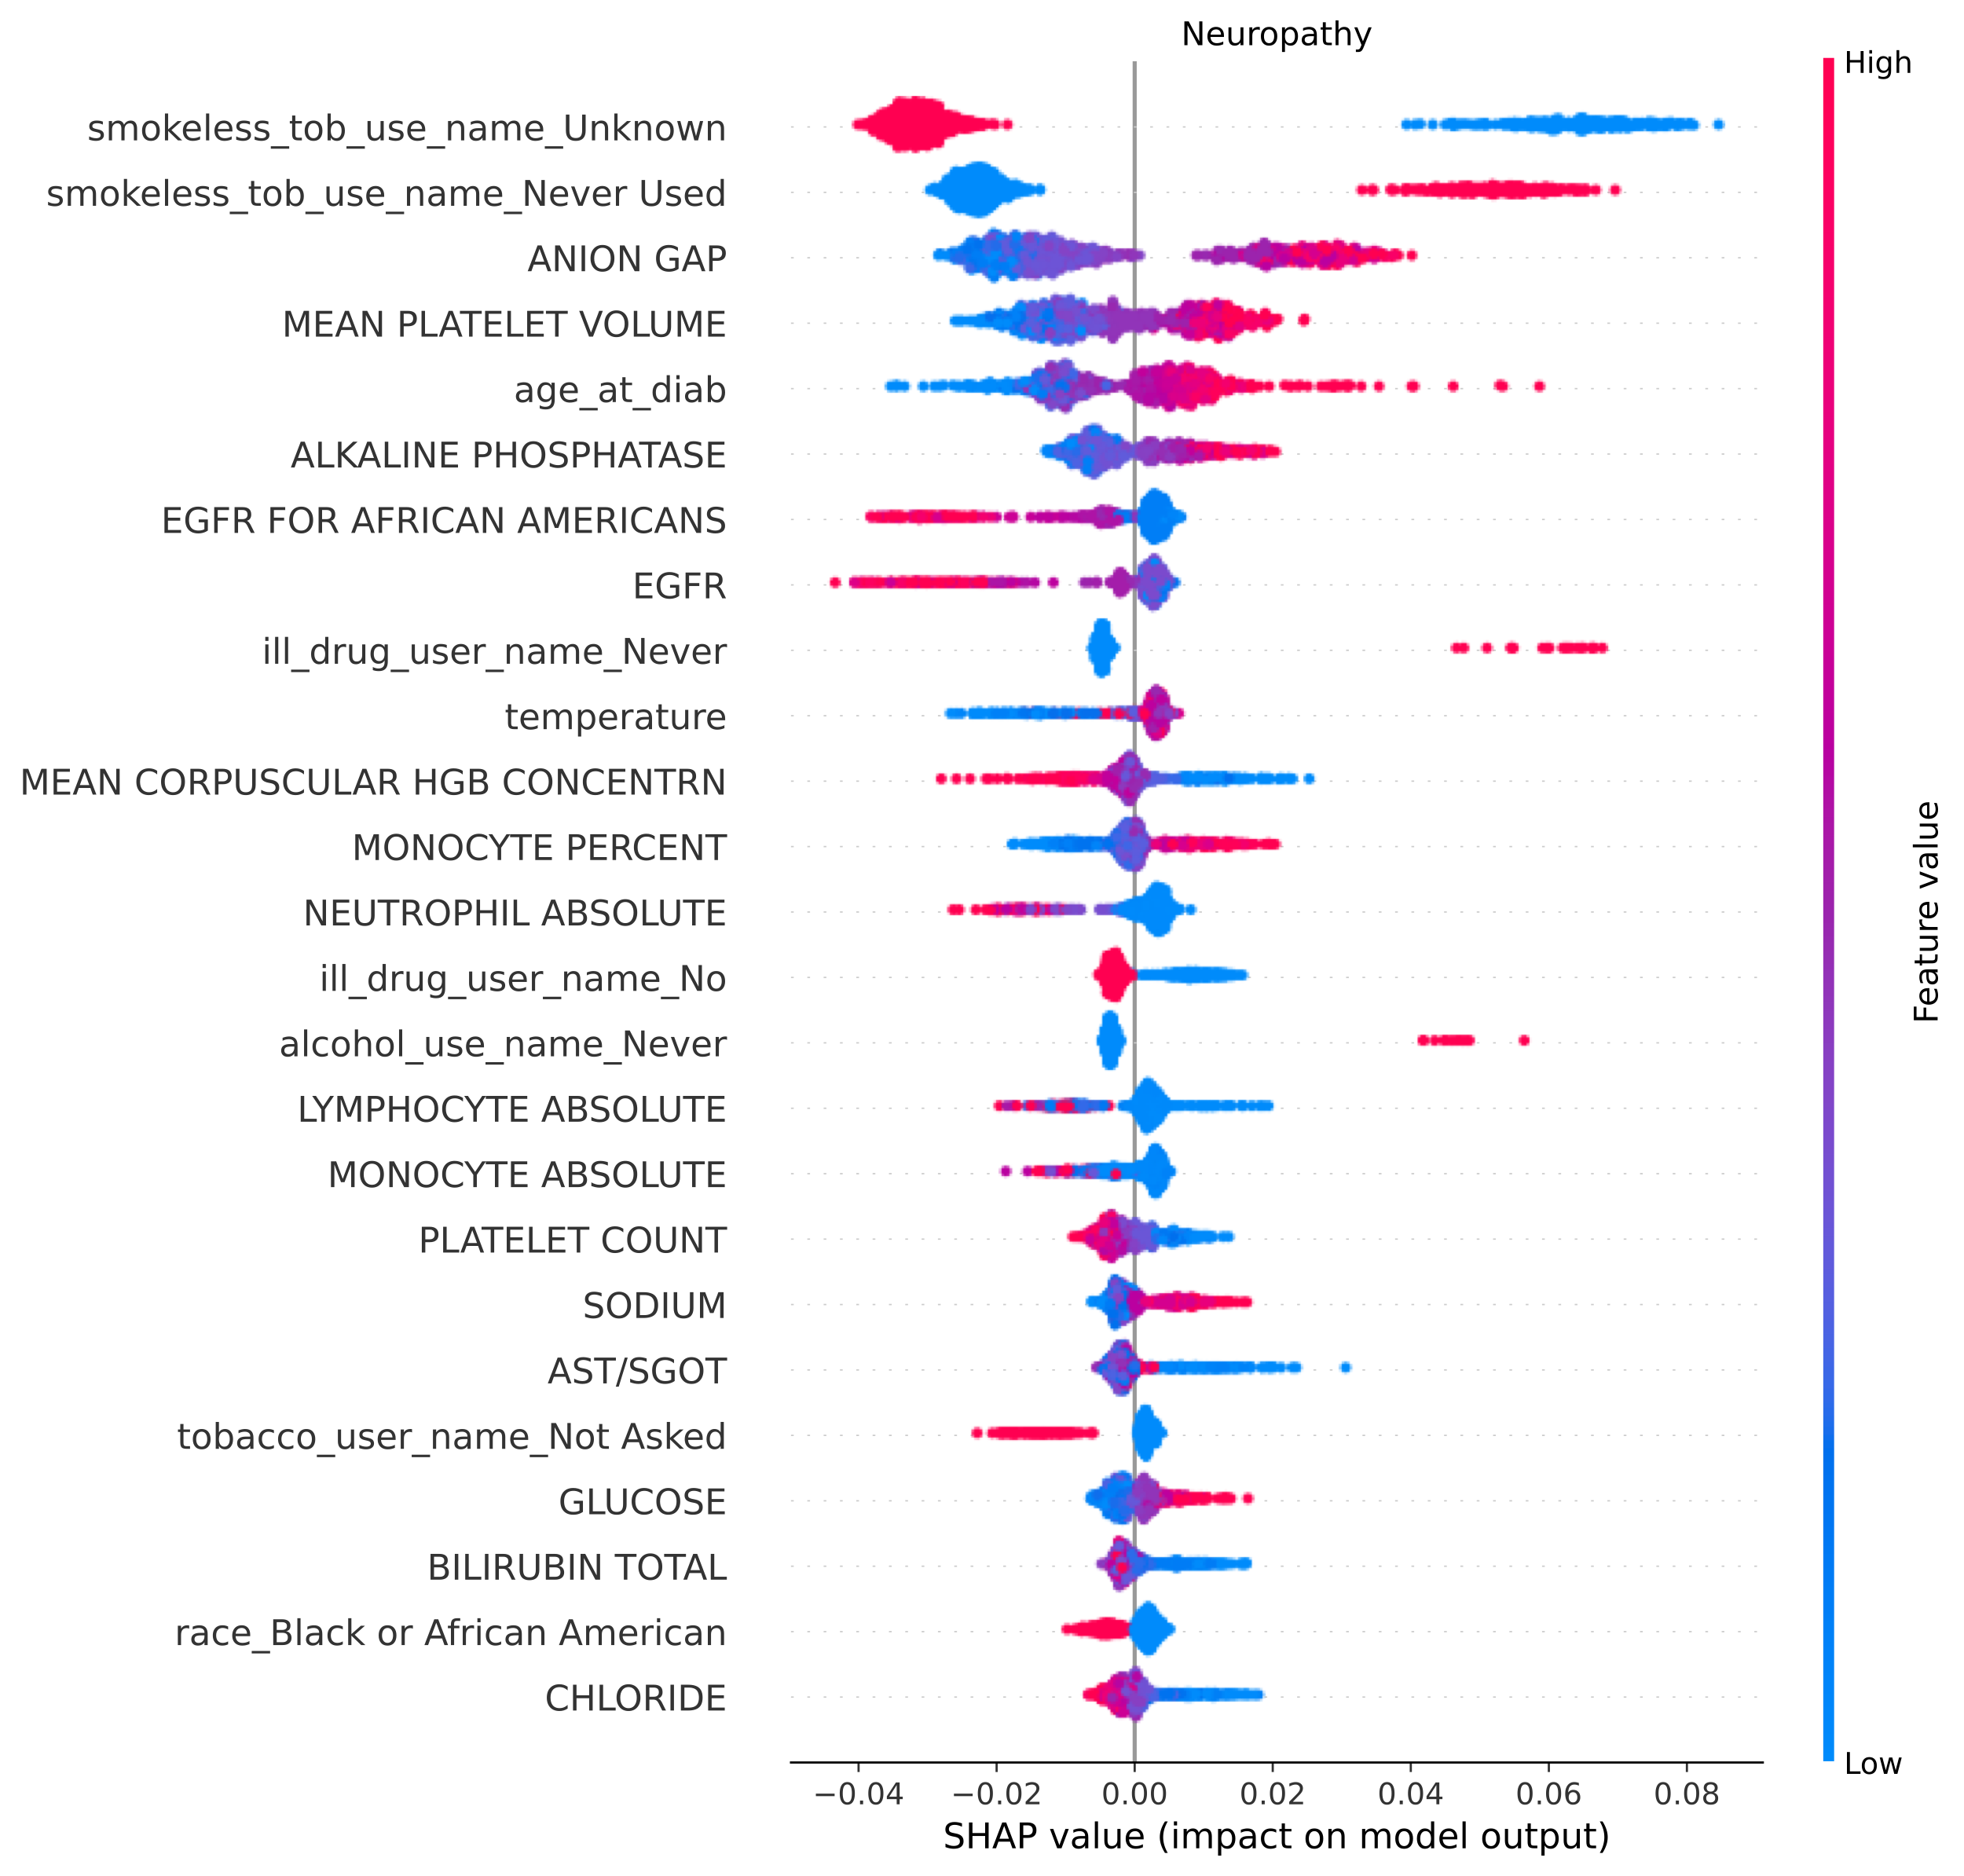 Neuropathy
High
smokeless_tob_use_name_Unknown
smokeless_tob_use_name_Never Used
ANION GAP
MEAN PLATELET VOLUME
age_at_diab
ALKALINE PHOSPHATASE
EGFR FOR AFRICAN AMERICANS
EGFR
ill_drug_user_name_Never
temperature
MEAN CORPUSCULAR HGB CONCENTRN
MONOCYTE PERCENT
NEUTROPHIL ABSOLUTE
ill_drug_user_name_No
alcohol_use_name_Never
LYMPHOCYTE ABSOLUTE
MONOCYTE ABSOLUTE
PLATELET COUNT
SODIUM
AST/SGOT
tobacco_user_name_Not Asked
GLUCOSE
BILIRUBIN TOTAL
race_Black or African American
CHLORIDE
Feature value
Low
−0.04 −0.02 0.00 0.02 0.04 0.06 0.08
SHAP value (impact on model output)